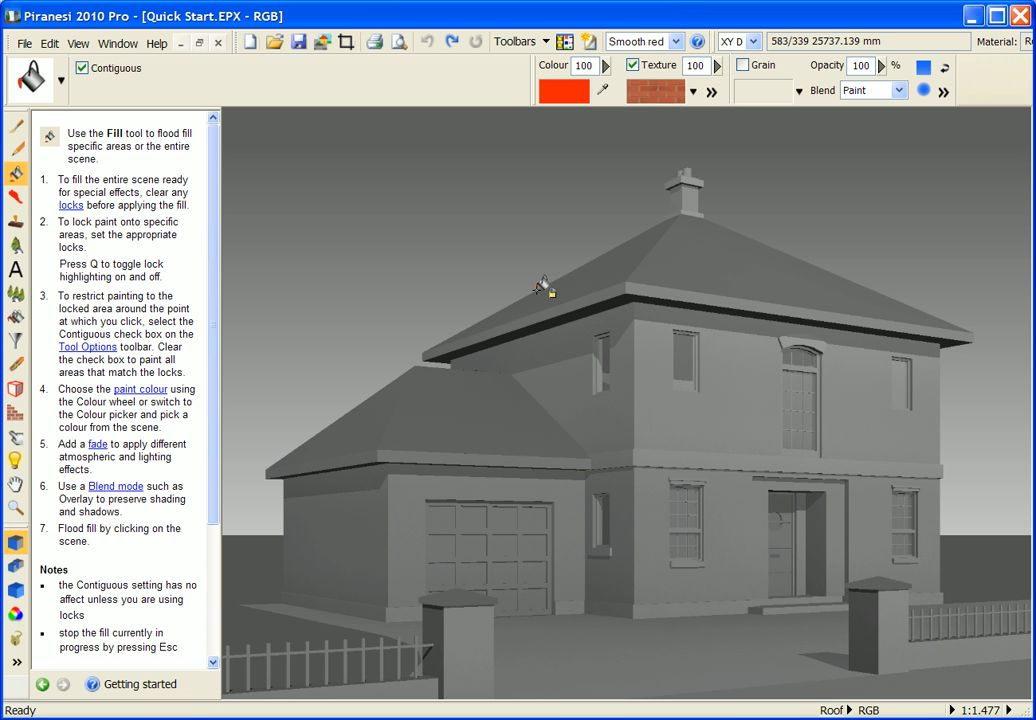 Piranesi 2010 Pro - [Quick Start.EPX - RGB]
File Edit View Window Help
Toolbars
Smooth red
XY D
583/339 25737.139 mm
Material: Ro
Contiguous
Colour 100
Texture 100
Grain
Opacity 100 %
Blend Paint
Use the Fill tool to flood fill
specific areas or the entire
scene.
1. To fill the entire scene ready
for special effects, clear any
locks before applying the fill.
2. To lock paint onto specific
areas, set the appropriate
locks.
Press Q to toggle lock
highlighting on and off.
3. To restrict painting to the
locked area around the point
at which you click, select the
Contiguous check box on the
Tool Options toolbar. Clear
the check box to paint all
areas that match the locks.
4. Choose the paint colour using
the Colour wheel or switch to
the Colour picker and pick a
colour from the scene.
5. Add a fade to apply different
atmospheric and lighting
effects.
6. Use a Blend mode such as
Overlay to preserve shading
and shadows.
7. Flood fill by clicking on the
scene.
Notes
the Contiguous setting has no
affect unless you are using
locks
stop the fill currently in
progress by pressing Esc
Getting started
Ready
Roof RGB 1:1.477